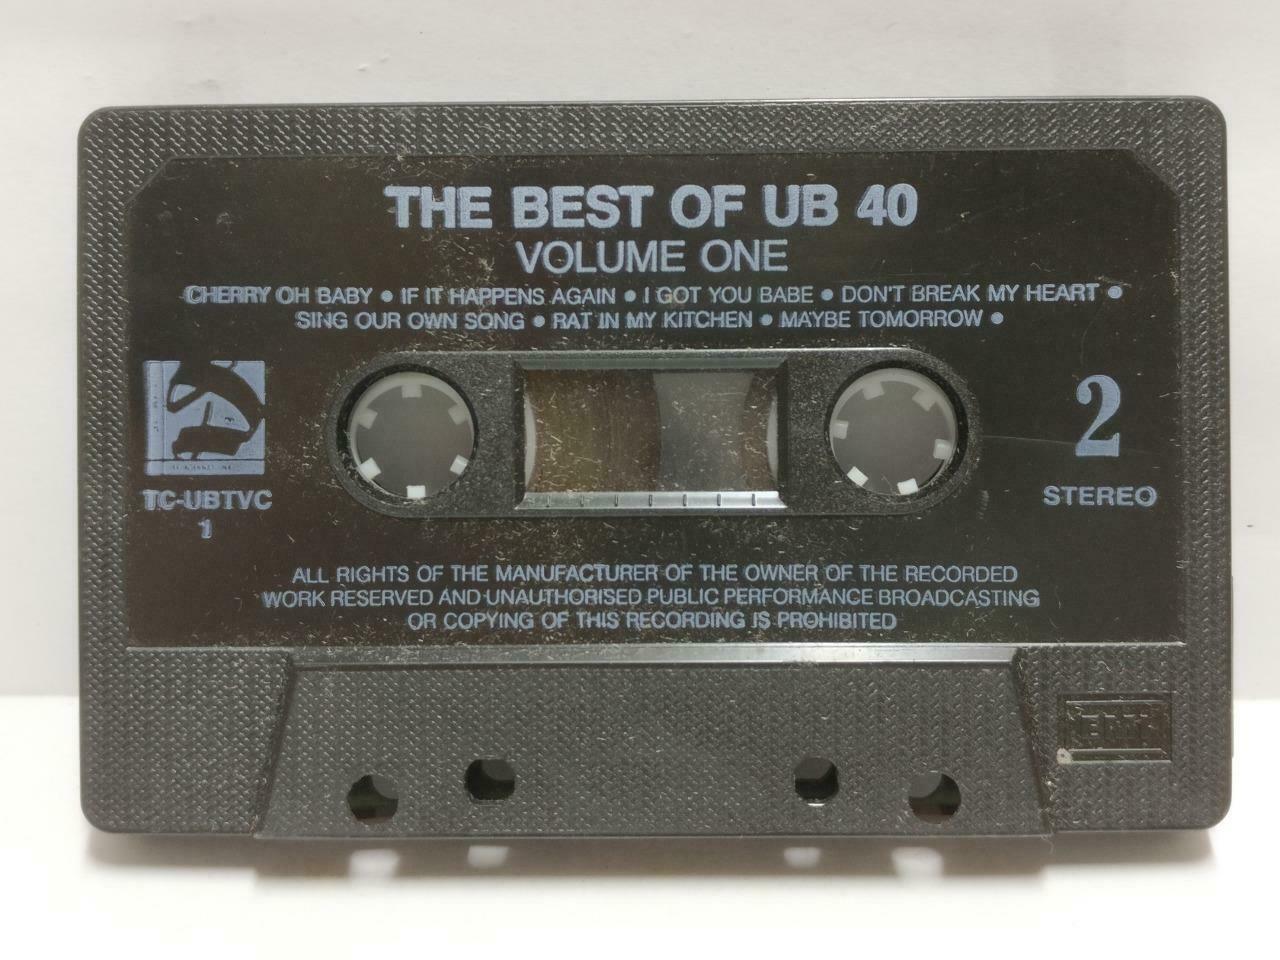 THE BEST OF UB 40
VOLUME ONE
CHERRY OH BABY • IF IT HAPPENS AGAIN • I GOT YOU BABE • DON'T BREAK MY HEART •
SING OUR OWN SONG • RAT IN MY KITCHEN • MAYBE TOMORROW •
2
TC-UBTVC
1
STEREO
ALL RIGHTS OF THE MANUFACTURER OF THE OWNER OF THE RECORDED
WORK RESERVED AND UNAUTHORISED PUBLIC PERFORMANCE BROADCASTING
OR COPYING OF THIS RECORDING IS PROHIBITED
EMI